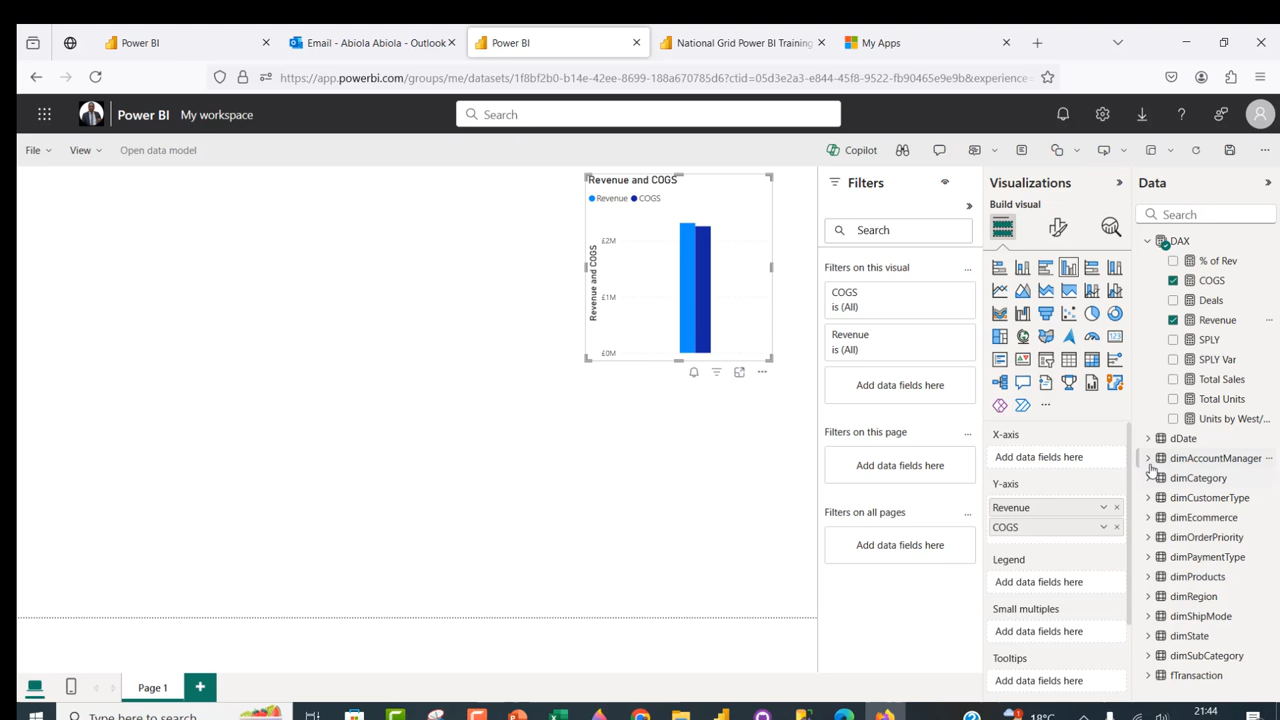 Power BI
Email - Abiola Abiola - Outlook
Power BI
National Grid Power BI Training
My Apps
https://app.powerbi.com/groups/me/datasets/1f8bf2b0-b14e-42ee-8699-188a670785d6?ctid=05d3e2a3-e844-45f8-9522-fb90465e9e9b&experience=
Power BI My workspace
Search
File View Open data model
Copilot
Revenue and COGS
Revenue COGS
£2M
£1M
£0M
Revenue and COGS
Filters
Search
Filters on this visual ...
COGS
is (All)
Revenue
is (All)
Add data fields here
Filters on this page ...
Add data fields here
Filters on all pages ...
Add data fields here
Visualizations
Build visual
123
X-axis
Add data fields here
Y-axis
Revenue
COGS
Legend
Add data fields here
Small multiples
Add data fields here
Tooltips
Add data fields here
Data
Search
DAX
% of Rev
COGS
Deals
Revenue
SPLY
SPLY Var
Total Sales
Total Units
Units by West/...
dDate
dimAccountManager
dimCategory
dimCustomerType
dimEcommerce
dimOrderPriority
dimPaymentType
dimProducts
dimRegion
dimShipMode
dimState
dimSubCategory
fTransaction
Page 1
Type here to search
18°C
21:44